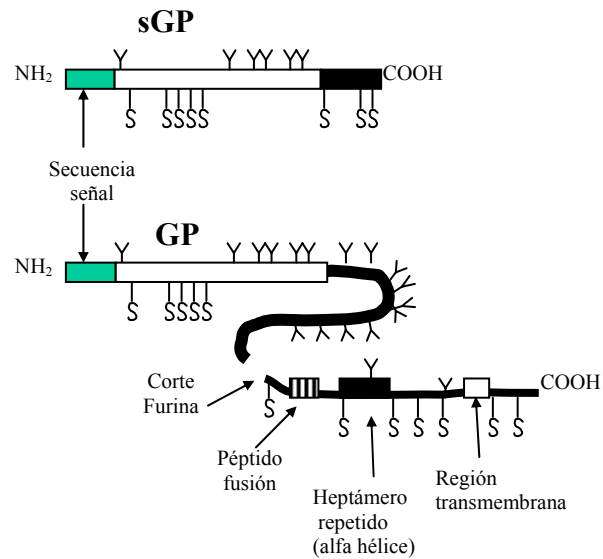 sGP
NH₂
COOH
S
S
S
S
S
S
S
S
Secuencia
señal
GP
NH₂
S
S
S
S
S
Corte
Furina
COOH
S
S
S
S
S
S
S
Péptido
fusión
Heptámero
repetido
(alfa hélice)
Región
transmembrana